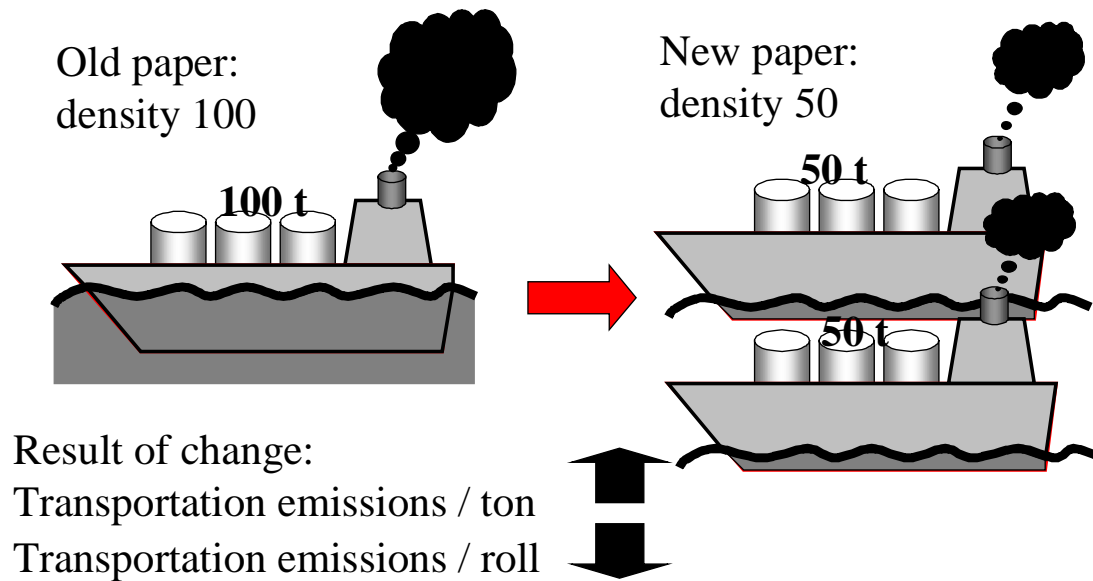 Old paper:
density 100
100 t
New paper:
density 50
50 t
50 t
Result of change:
Transportation emissions / ton
Transportation emissions / roll